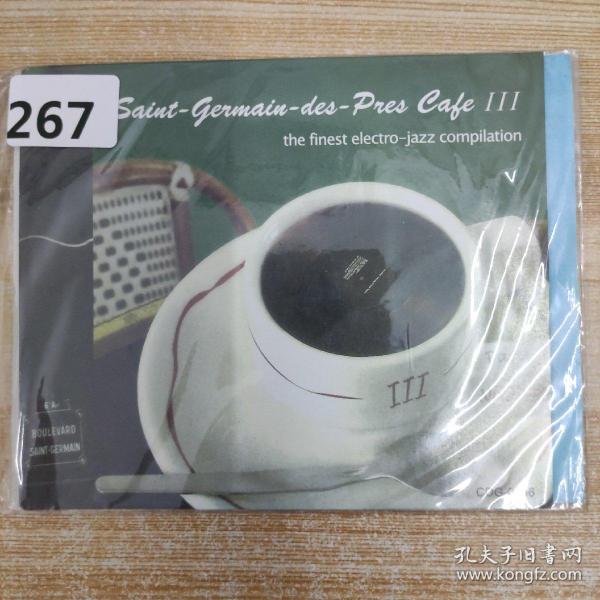 267
Saint-Germain-des-Pres Cafe III
the finest electro-jazz compilation
III
BOULEVARD
SAINT-GERMAIN
孔夫子旧书网
www.kongfz.com